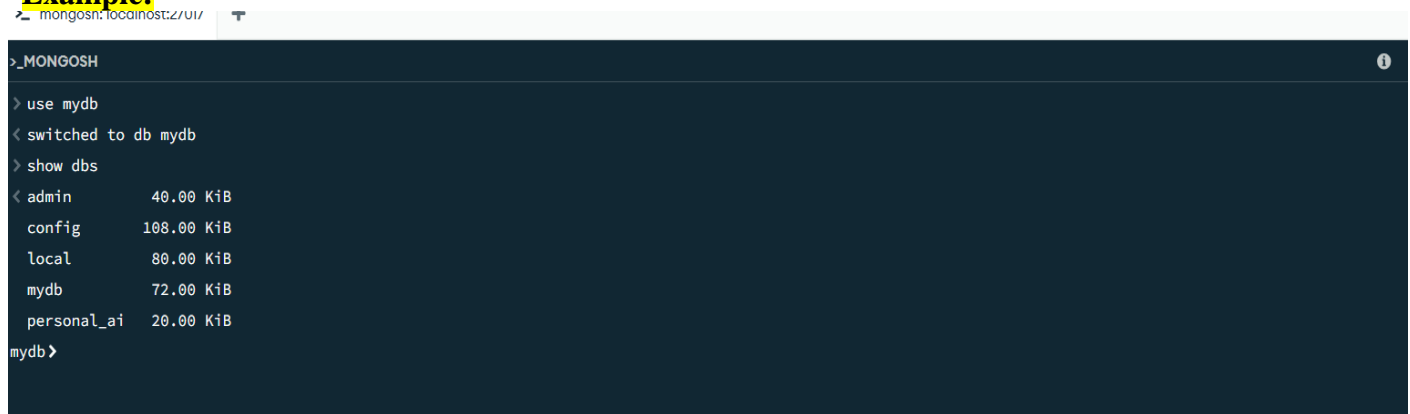 Example:
>_ mongosh: localhost:27017 +
>_MONGOSH
> use mydb
< switched to db mydb
> show dbs
< admin 40.00 KiB
config 108.00 KiB
local 80.00 KiB
mydb 72.00 KiB
personal_ai 20.00 KiB
mydb>